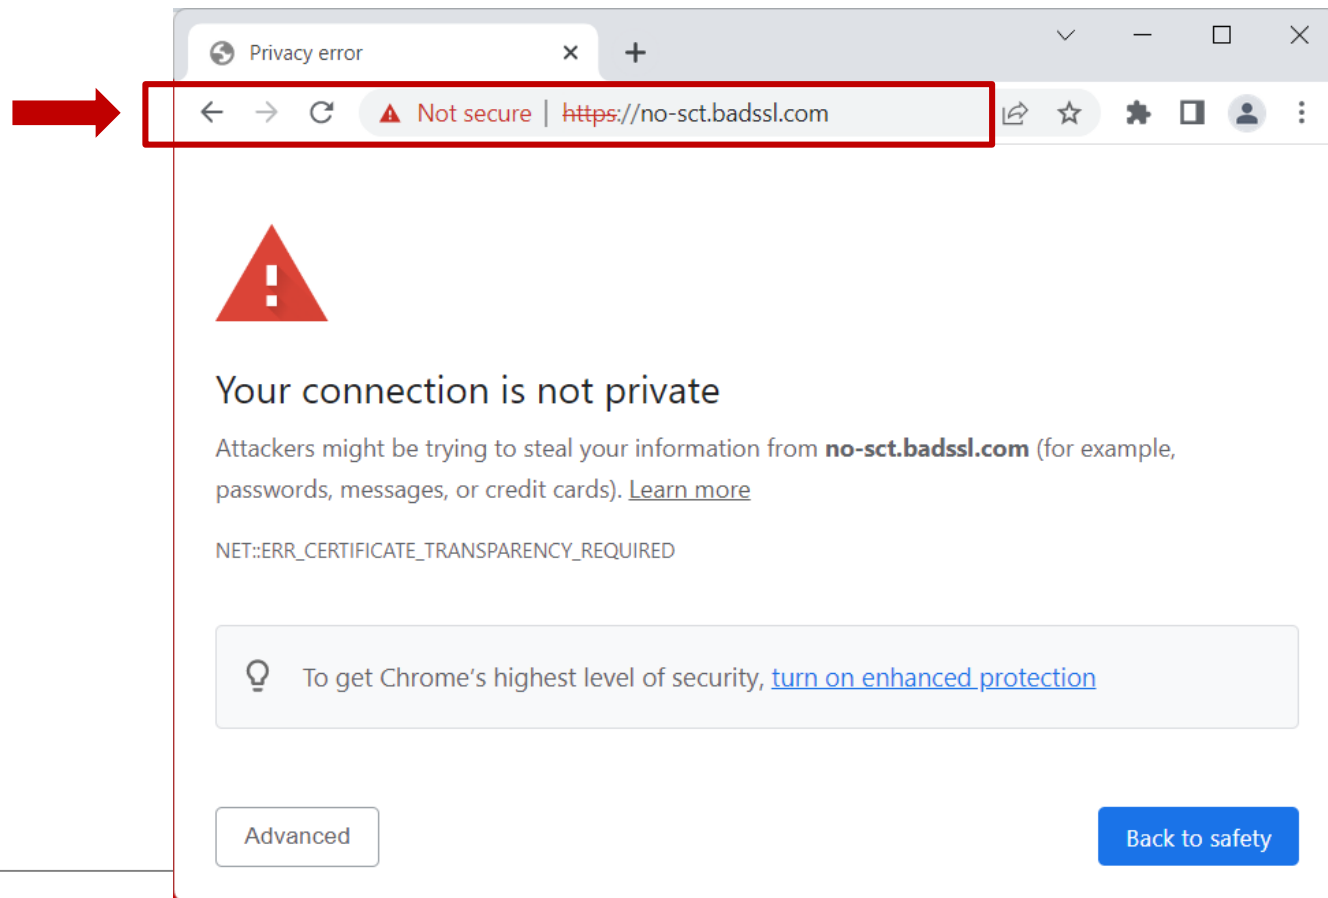 Privacy error
Not secure | https://no-sct.badssl.com
Your connection is not private
Attackers might be trying to steal your information from no-sct.badssl.com (for example,
passwords, messages, or credit cards). Learn more
NET::ERR_CERTIFICATE_TRANSPARENCY_REQUIRED
To get Chrome's highest level of security, turn on enhanced protection
Advanced
Back to safety